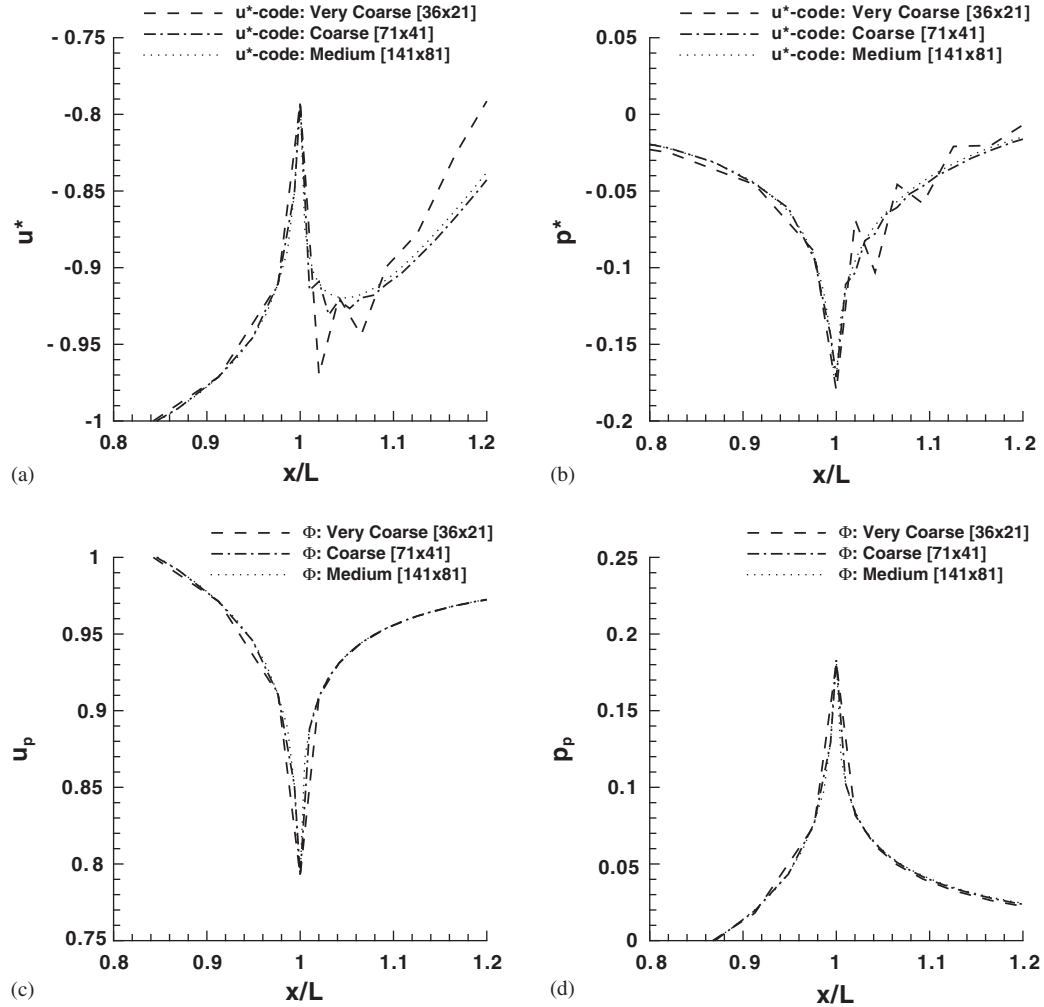 u*-code: Very Coarse [36x21]
u*-code: Coarse [71x41]
u*-code: Medium [141x81]
- 0.75
-0.8
- 0.85
-0.9
- 0.95
-1
u*
0.8
0.9
1
1.1
1.2
x/L
(a)
u*-code: Very Coarse [36x21]
u*-code: Coarse [71x41]
u*-code: Medium [141x81]
0
-0.05
-0.1
-0.15
-0.2
p*
0.8
0.9
1
1.1
1.2
x/L
(b)
Φ: Very Coarse [36x21]
Φ: Coarse [71x41]
Φ: Medium [141x81]
1
0.95
0.9
0.85
0.8
0.75
uₚ
0.8
0.9
1
1.1
1.2
x/L
(c)
Φ: Very Coarse [36x21]
Φ: Coarse [71x41]
Φ: Medium [141x81]
0.25
0.2
0.15
0.1
0.05
0
pₚ
0.8
0.9
1
1.1
1.2
x/L
(d)